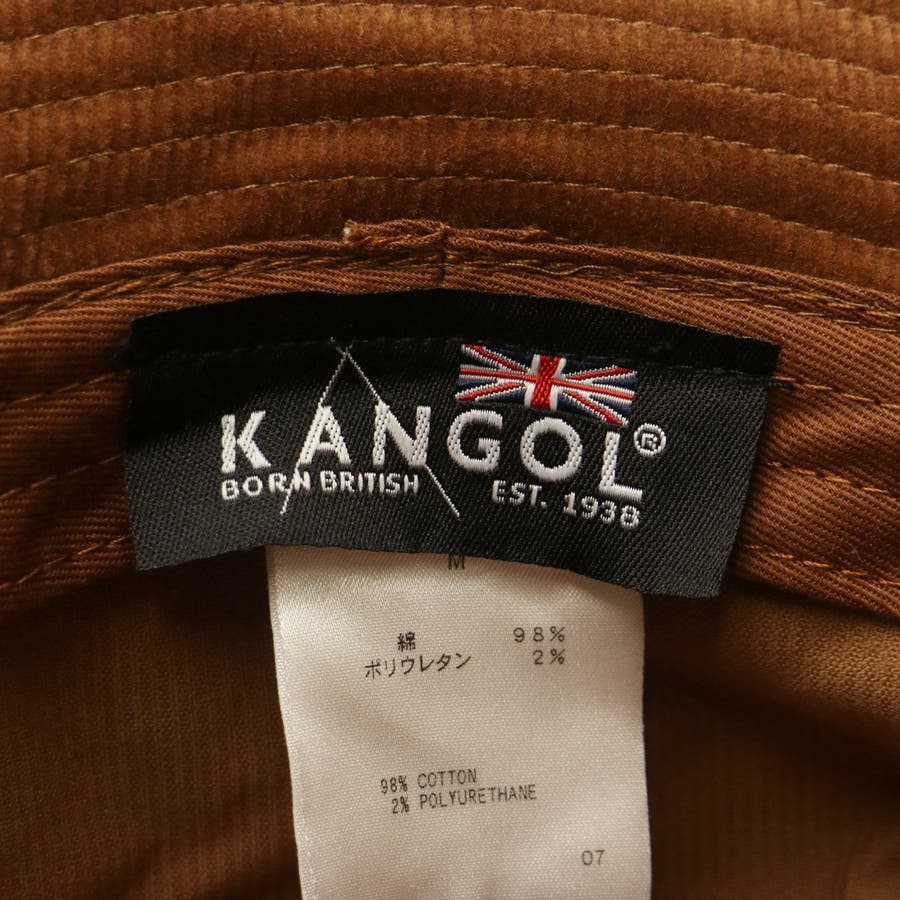 KANGOL®
BORN BRITISH EST. 1938
M
綿 98%
ポリウレタン 2%
98% COTTON
2% POLYURETHANE
07